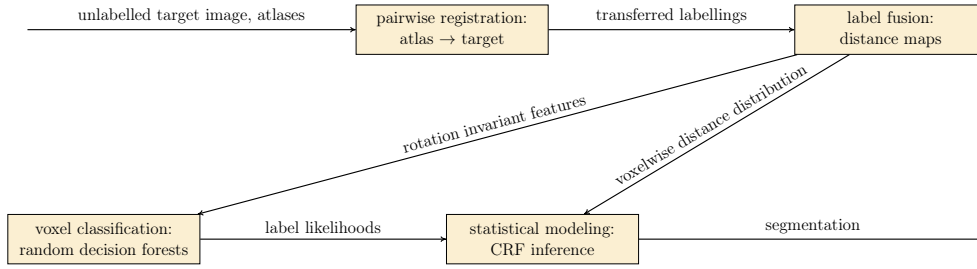 unlabelled target image, atlases
pairwise registration:
atlas → target
transferred labellings
label fusion:
distance maps
rotation invariant features
voxelwise distance distribution
voxel classification:
random decision forests
label likelihoods
statistical modeling:
CRF inference
segmentation